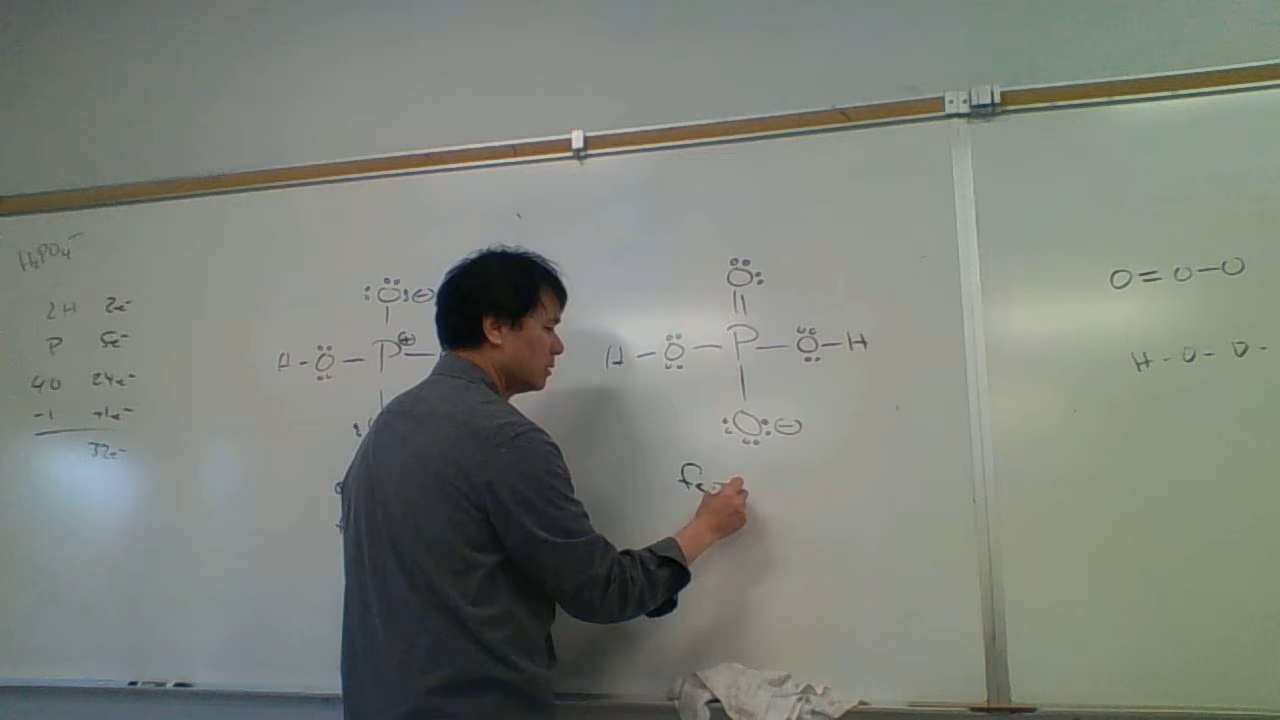 H₂PO₄⁻
2H 2e⁻
P 5e⁻
4O 24e⁻
-1 +1e⁻
32e⁻
:O:⊖
H-O-P⊕-
O:
||
H-O-P-O-H
|
:O:⊖
O=O-O
H-O-O-